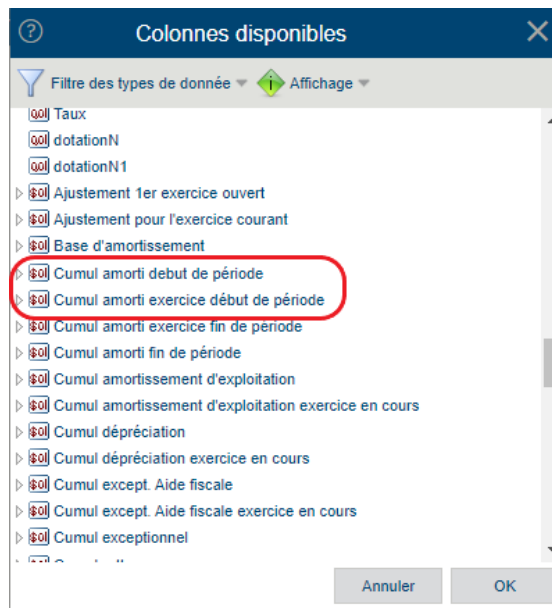 Colonnes disponibles
Filtre des types de donnée Affichage
Taux
dotationN
dotationN1
Ajustement 1er exercice ouvert
Ajustement pour l'exercice courant
Base d'amortissement
Cumul amorti debut de période
Cumul amorti exercice début de période
Cumul amorti exercice fin de période
Cumul amorti fin de période
Cumul amortissement d'exploitation
Cumul amortissement d'exploitation exercice en cours
Cumul dépréciation
Cumul dépréciation exercice en cours
Cumul except. Aide fiscale
Cumul except. Aide fiscale exercice en cours
Cumul exceptionnel
Annuler OK